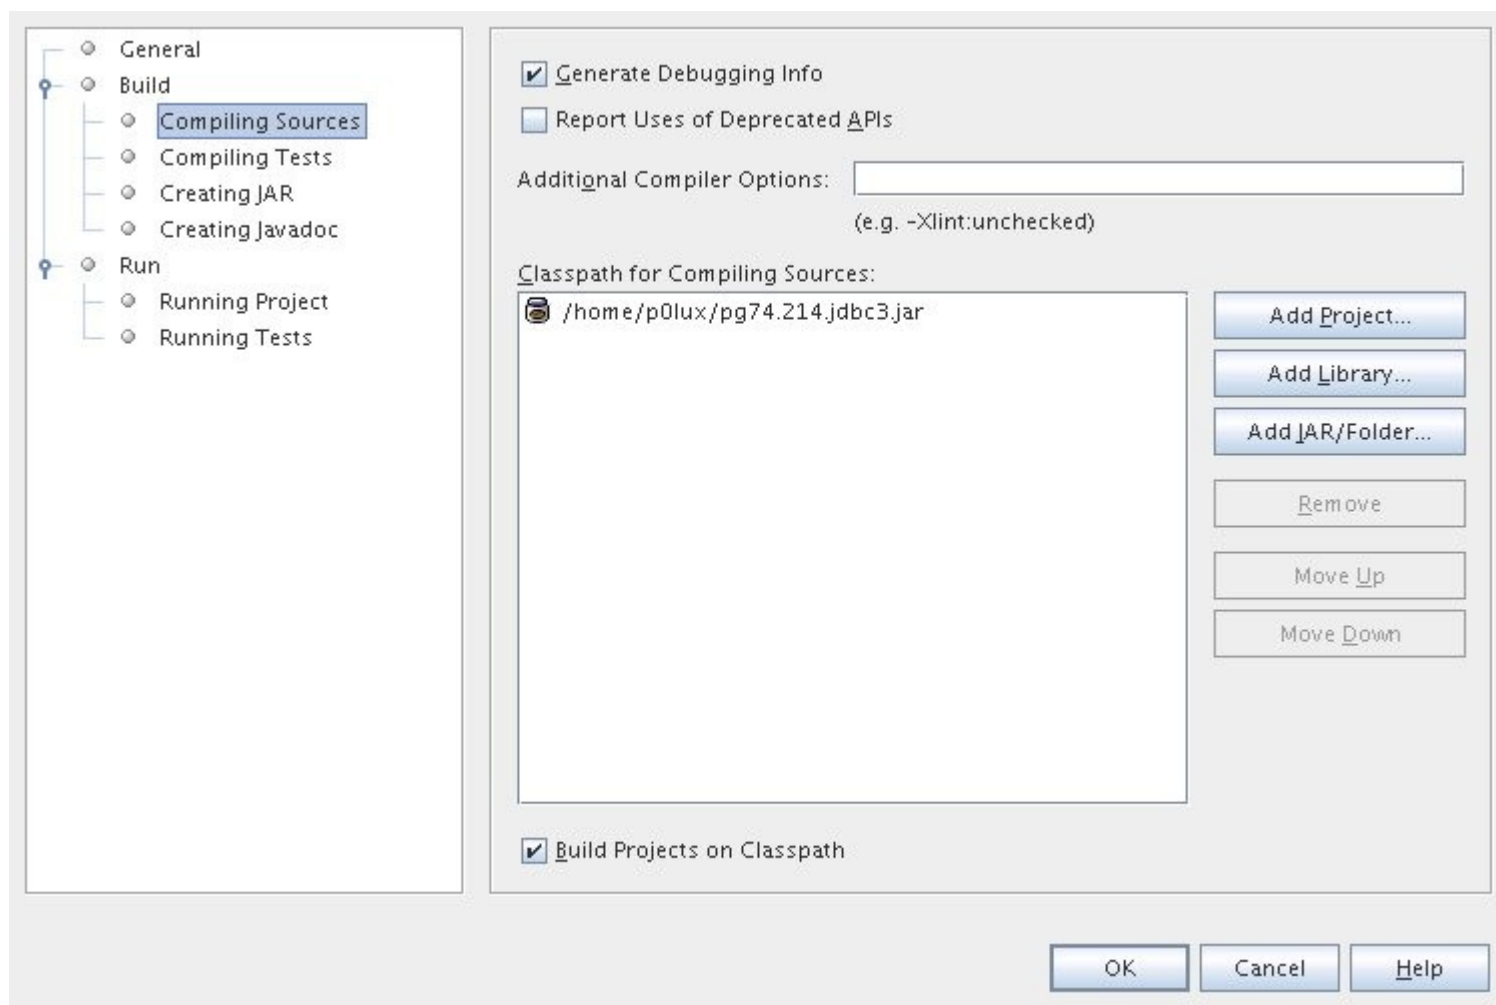 General
Build
Compiling Sources
Compiling Tests
Creating JAR
Creating Javadoc
Run
Running Project
Running Tests
Generate Debugging Info
Report Uses of Deprecated APIs
Additional Compiler Options:
(e.g. -Xlint:unchecked)
Classpath for Compiling Sources:
/home/p0lux/pg74.214.jdbc3.jar
Add Project...
Add Library...
Add JAR/Folder...
Remove
Move Up
Move Down
Build Projects on Classpath
OK Cancel Help